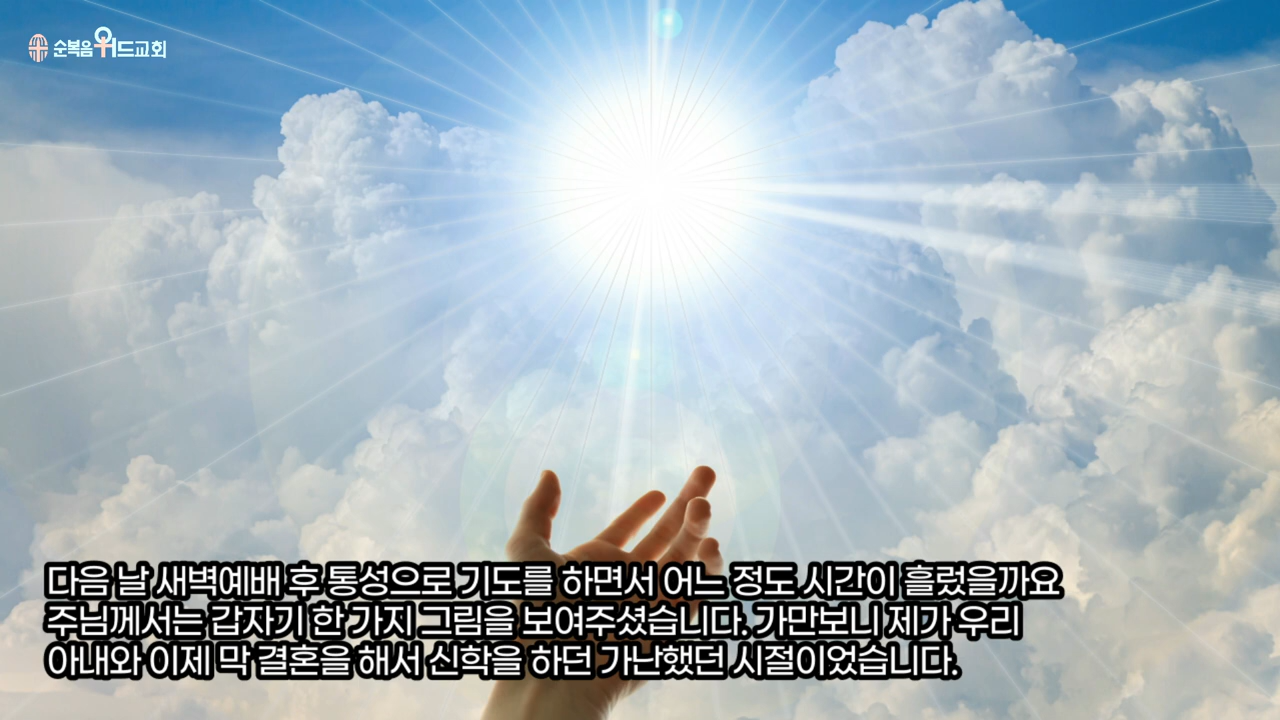 순복음워드교회
다음 날 새벽예배 후 통성으로 기도를 하면서 어느 정도 시간이 흘렀을까요
주님께서는 갑자기 한 가지 그림을 보여주셨습니다. 가만보니 제가 우리
아내와 이제 막 결혼을 해서 신학을 하던 가난했던 시절이었습니다.